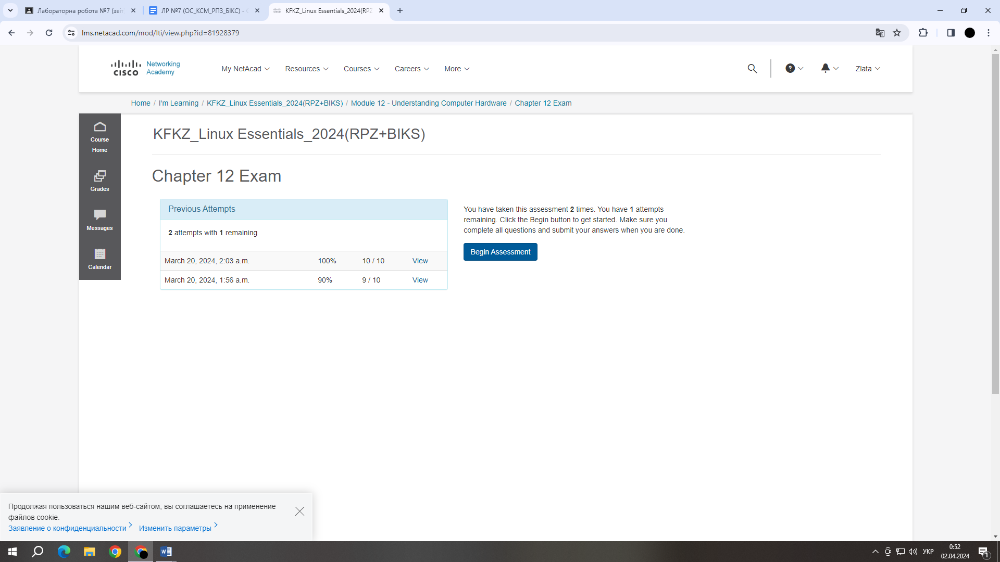 Лабораторна робота №7 (зві
ЛР №7 (ОС_КСМ_РПЗ_БІКС) -
KFKZ_Linux Essentials_2024(RPZ
lms.netacad.com/mod/lti/view.php?id=81928379
CISCO Networking Academy
My NetAcad Resources Courses Careers More
Zlata
Home / I'm Learning / KFKZ_Linux Essentials_2024(RPZ+BIKS) / Module 12 - Understanding Computer Hardware / Chapter 12 Exam
Course
Home
Grades
Messages
Calendar
KFKZ_Linux Essentials_2024(RPZ+BIKS)
Chapter 12 Exam
Previous Attempts
2 attempts with 1 remaining
March 20, 2024, 2:03 a.m. 100% 10 / 10 View
March 20, 2024, 1:56 a.m. 90% 9 / 10 View
You have taken this assessment 2 times. You have 1 attempts
remaining. Click the Begin button to get started. Make sure you
complete all questions and submit your answers when you are done.
Begin Assessment
Продолжая пользоваться нашим веб-сайтом, вы соглашаетесь на применение
файлов cookie.
Заявление о конфиденциальности Изменить параметры
УКР
0:52
02.04.2024
1